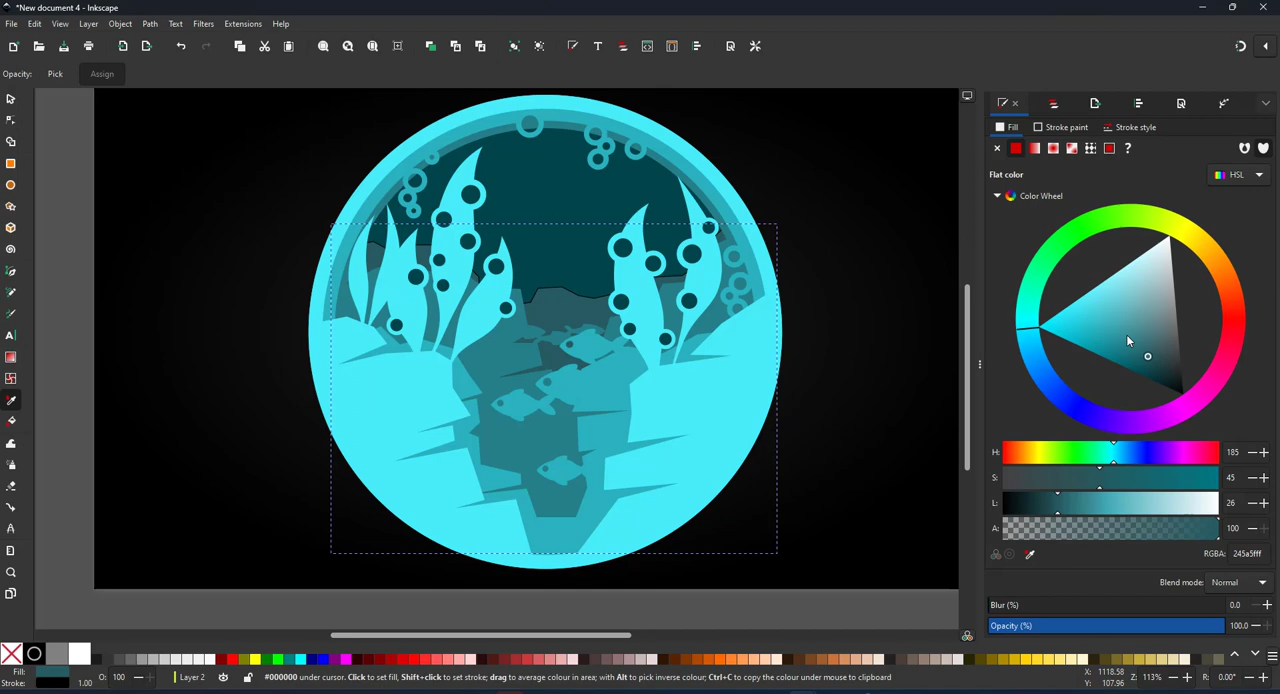 *New document 4 - Inkscape
File Edit View Layer Object Path Text Filters Extensions Help
Opacity: Pick Assign
Fill Stroke paint Stroke style
?
Flat color HSL
Color Wheel
H: 185
S: 45
L: 26
A: 100
RGBA: 245a5fff
Blend mode: Normal
Blur (%) 0.0
Opacity (%) 100.0
Fill:
Stroke: 1.00
O: 100
Layer 2
#000000 under cursor. Click to set fill, Shift+click to set stroke; drag to average colour in area; with Alt to pick inverse colour; Ctrl+C to copy the colour under mouse to clipboard
X: 1118.58
Y: 107.96
Z: 113%
R: 0.00°